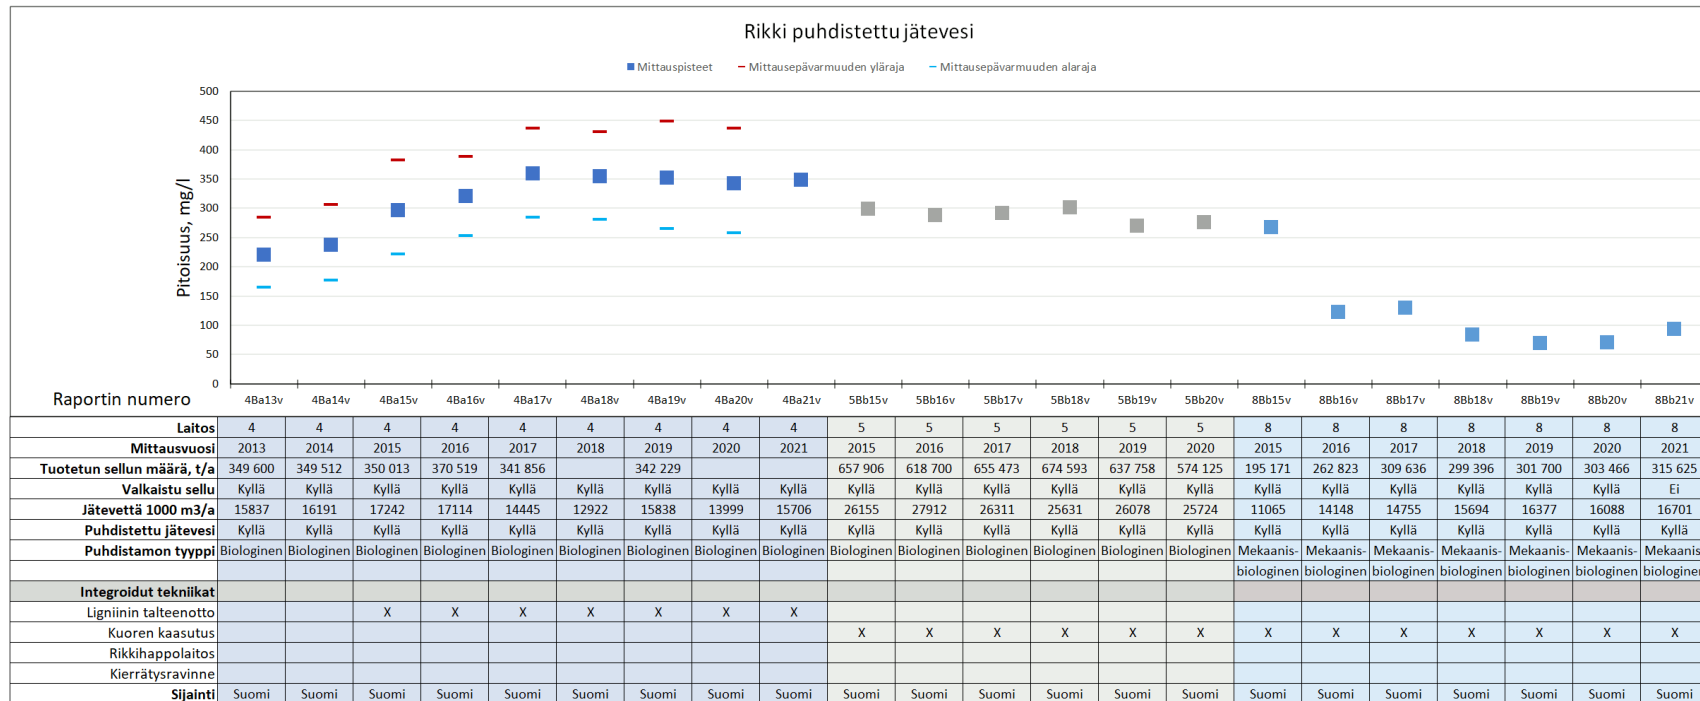 Rikki puhdistettu jätevesi
Mittauspisteet Mittausepävarmuuden yläraja Mittausepävarmuuden alaraja
Pitoisuus, mg/l
500
450
400
350
300
250
200
150
100
50
0
Raportin numero 4Ba13v 4Ba14v 4Ba15v 4Ba16v 4Ba17v 4Ba18v 4Ba19v 4Ba20v 4Ba21v 5Bb15v 5Bb16v 5Bb17v 5Bb18v 5Bb19v 5Bb20v 8Bb15v 8Bb16v 8Bb17v 8Bb18v 8Bb19v 8Bb20v 8Bb21v
Laitos 4 4 4 4 4 4 4 4 4 5 5 5 5 5 5 8 8 8 8 8 8 8
Mittausvuosi 2013 2014 2015 2016 2017 2018 2019 2020 2021 2015 2016 2017 2018 2019 2020 2015 2016 2017 2018 2019 2020 2021
Tuotetun sellun määrä, t/a 349 600 349 512 350 013 370 519 341 856 342 229 657 906 618 700 655 473 674 593 637 758 574 125 195 171 262 823 309 636 299 396 301 700 303 466 315 625
Valkaistu sellu Kyllä Kyllä Kyllä Kyllä Kyllä Kyllä Kyllä Kyllä Kyllä Kyllä Kyllä Kyllä Kyllä Kyllä Kyllä Kyllä Kyllä Kyllä Kyllä Kyllä Kyllä Ei
Jätevettä 1000 m3/a 15837 16191 17242 17114 14445 12922 15838 13999 15706 26155 27912 26311 25631 26078 25724 11065 14148 14755 15694 16377 16088 16701
Puhdistettu jätevesi Kyllä Kyllä Kyllä Kyllä Kyllä Kyllä Kyllä Kyllä Kyllä Kyllä Kyllä Kyllä Kyllä Kyllä Kyllä Kyllä Kyllä Kyllä Kyllä Kyllä Kyllä Kyllä
Puhdistamon tyyppi Biologinen Biologinen Biologinen Biologinen Biologinen Biologinen Biologinen Biologinen Biologinen Biologinen Biologinen Biologinen Biologinen Biologinen Biologinen Mekaanis- Mekaanis- Mekaanis- Mekaanis- Mekaanis- Mekaanis- Mekaanis-
biologinen biologinen biologinen biologinen biologinen biologinen biologinen
Integroidut tekniikat
Ligniinin talteenotto X X X X X X X
Kuoren kaasutus X X X X X X X X X X X X X
Rikkihappolaitos
Kierrätysravinne
Sijainti Suomi Suomi Suomi Suomi Suomi Suomi Suomi Suomi Suomi Suomi Suomi Suomi Suomi Suomi Suomi Suomi Suomi Suomi Suomi Suomi Suomi Suomi